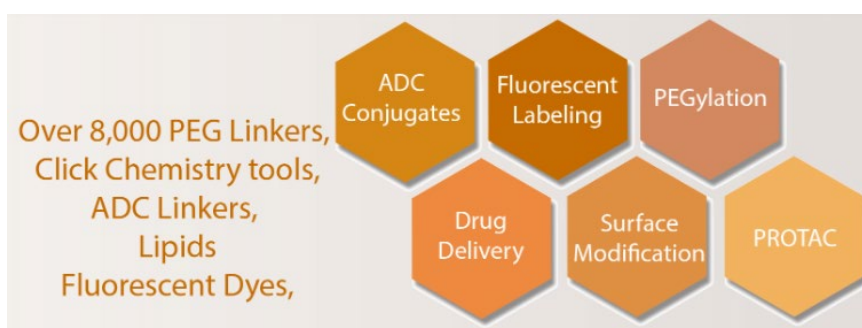 Over 8,000 PEG Linkers,
Click Chemistry tools,
ADC Linkers,
Lipids
Fluorescent Dyes,
ADC
Conjugates
Fluorescent
Labeling
PEGylation
Drug
Delivery
Surface
Modification
PROTAC